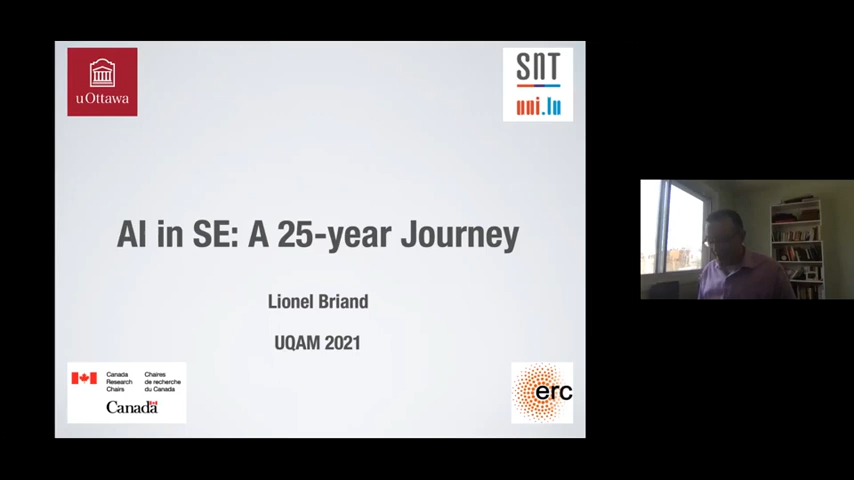 uOttawa
SNT
uni.lu
AI in SE: A 25-year Journey
Lionel Briand
UQAM 2021
Canada Research Chairs
Chaires de recherche du Canada
Canada
erc